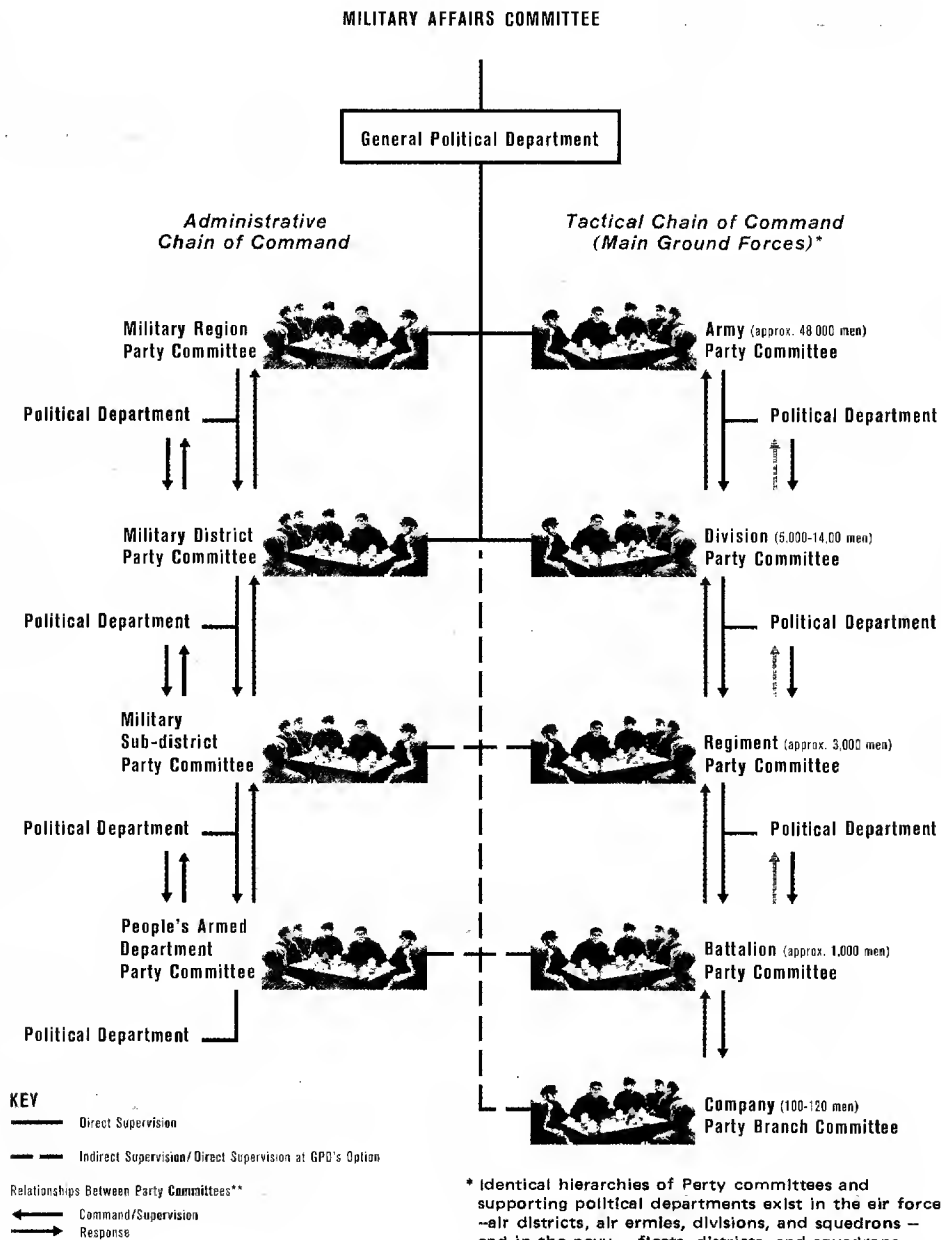 MILITARY AFFAIRS COMMITTEE
General Political Department
Administrative
Chain of Command
Tactical Chain of Command
(Main Ground Forces)*
Military Region
Party Committee
Army (approx. 48 000 men)
Party Committee
Political Department
Political Department
Military District
Party Committee
Division (5,000-14,00 men)
Party Committee
Political Department
Political Department
Military
Sub-district
Party Committee
Regiment (approx. 3,000 men)
Party Committee
Political Department
Political Department
People's Armed
Department
Party Committee
Battalion (approx. 1,000 men)
Party Committee
Political Department
Company (100-120 men)
Party Branch Committee
KEY
Direct Supervision
Indirect Supervision/Direct Supervision at GPD's Option
Relationships Between Party Committees**
Command/Supervision
Response
* Identical hierarchies of Perty committees and
supporting political departments exist in the eir force
--air districts, air ermies, divisions, and squedrons —